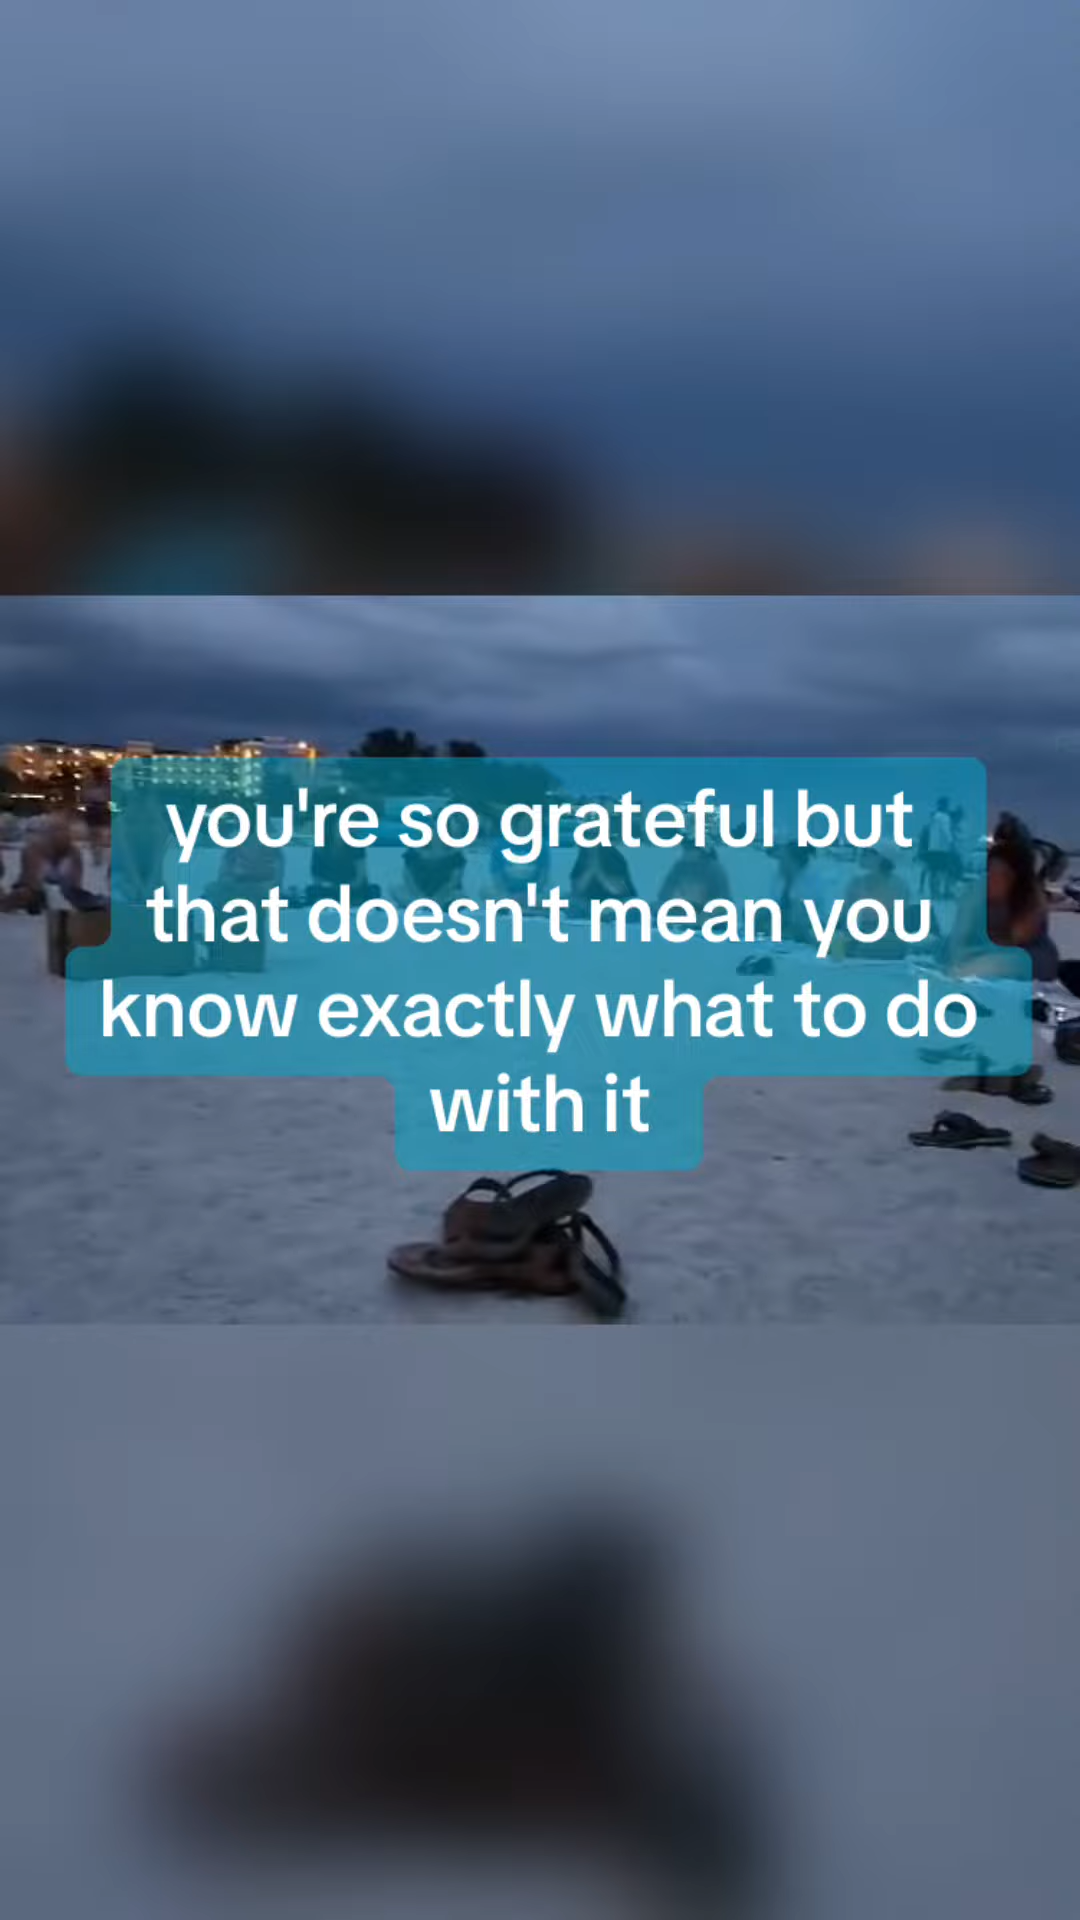 you're so grateful but
that doesn't mean you
know exactly what to do
with it